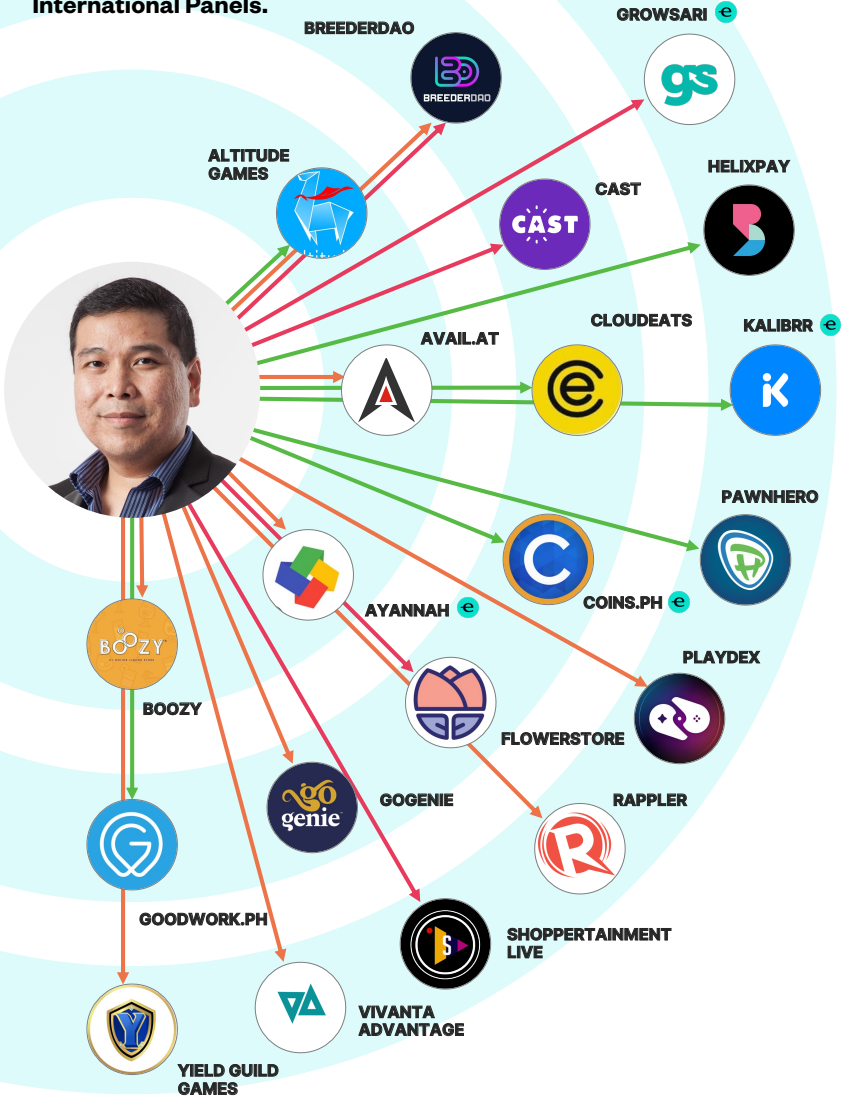 International Panels.
BREEDERDAO
GROWSARI e
BREEDERDAO
gs
ALTITUDE
GAMES
HELIXPAY
CAST
CAST
CLOUDEATS
KALIBRR e
AVAIL.AT
A
e
K
PAWNHERO
C
COINS.PH e
AYANNAH e
PLAYDEX
BOOZY
BOOZY
FLOWERSTORE
go
genie
GOGENIE
RAPPLER
R
GOODWORK.PH
SHOPPERTAINMENT
LIVE
S
VIVANTA
ADVANTAGE
Y
YIELD GUILD
GAMES